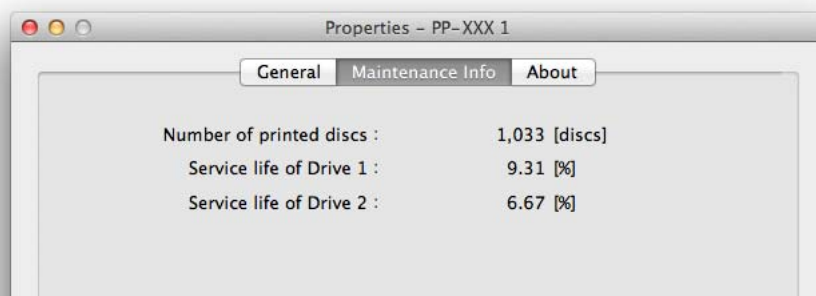 Properties – PP-XXX 1
General Maintenance Info About
Number of printed discs : 1,033 [discs]
Service life of Drive 1 : 9.31 [%]
Service life of Drive 2 : 6.67 [%]